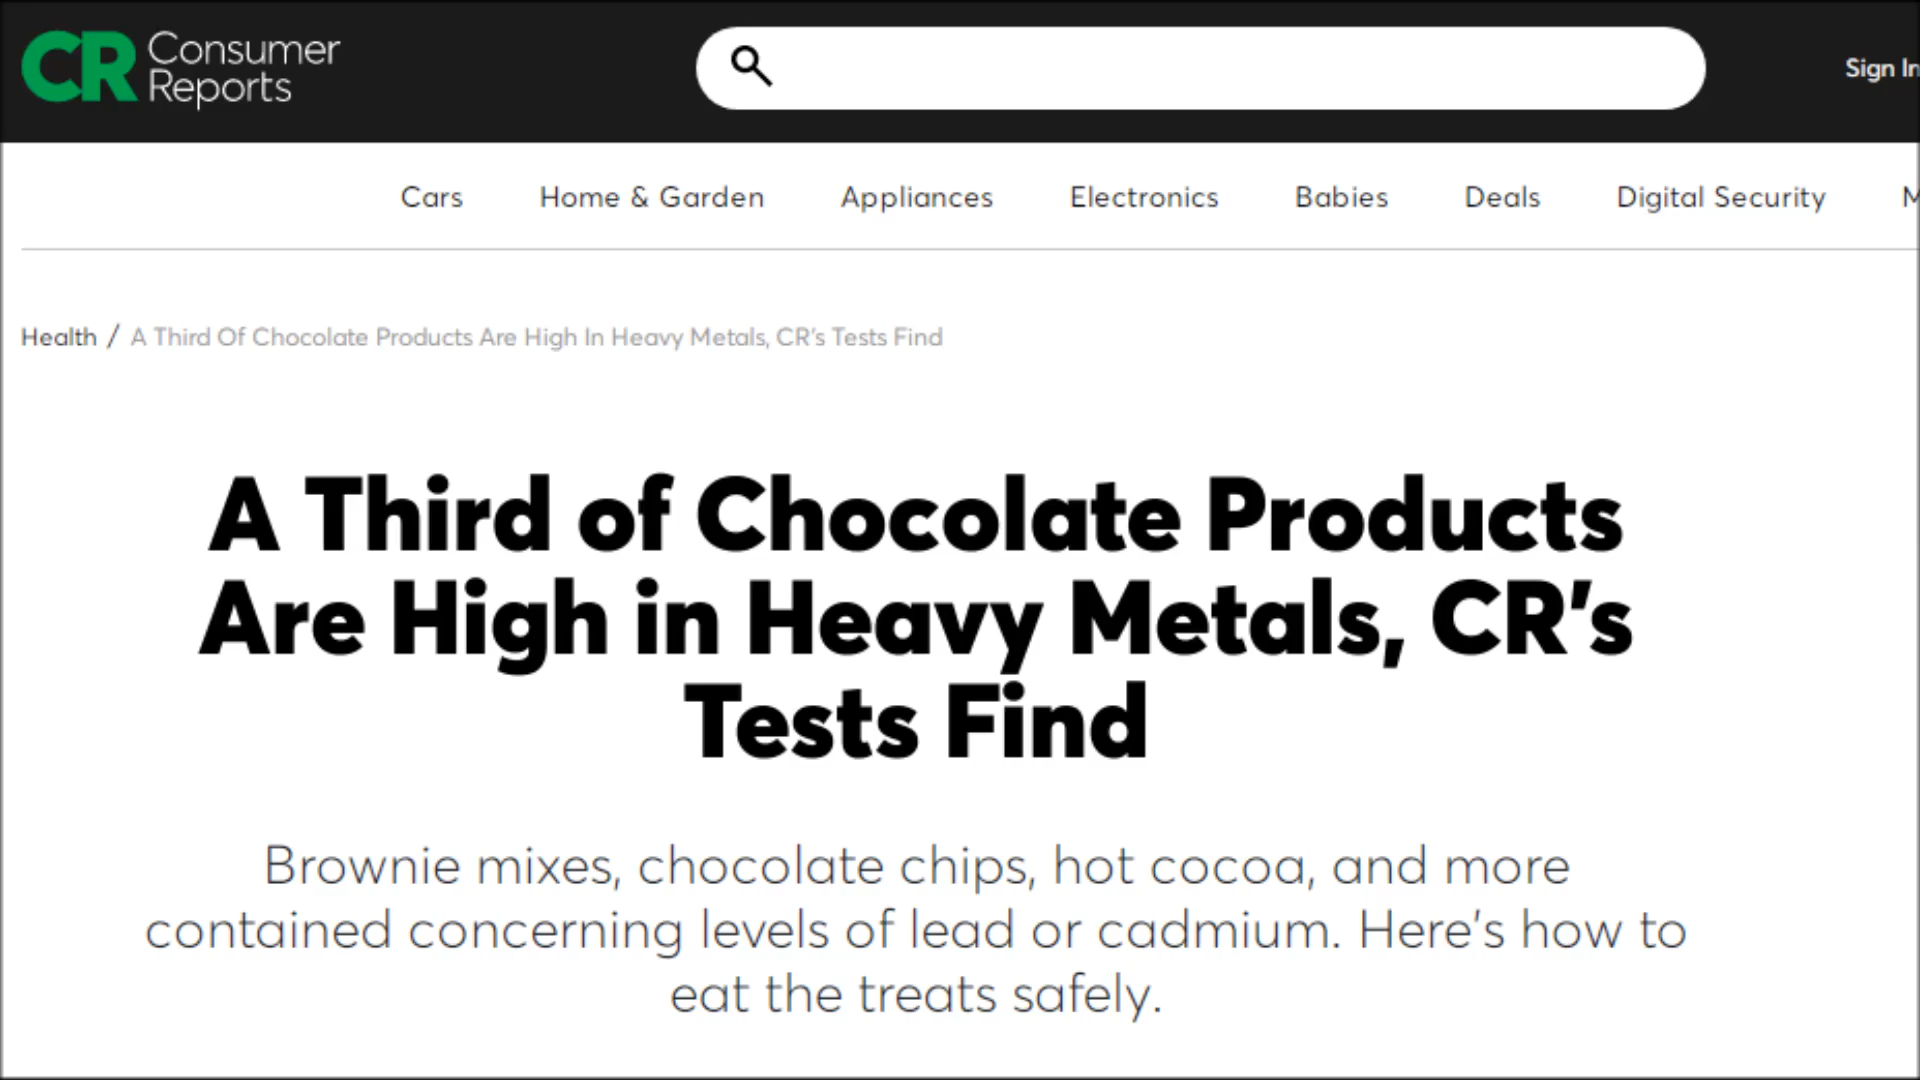 CR Consumer
Reports
Sign In
Cars Home & Garden Appliances Electronics Babies Deals Digital Security M
Health / A Third Of Chocolate Products Are High In Heavy Metals, CR's Tests Find
A Third of Chocolate Products
Are High in Heavy Metals, CR's
Tests Find
Brownie mixes, chocolate chips, hot cocoa, and more
contained concerning levels of lead or cadmium. Here's how to
eat the treats safely.